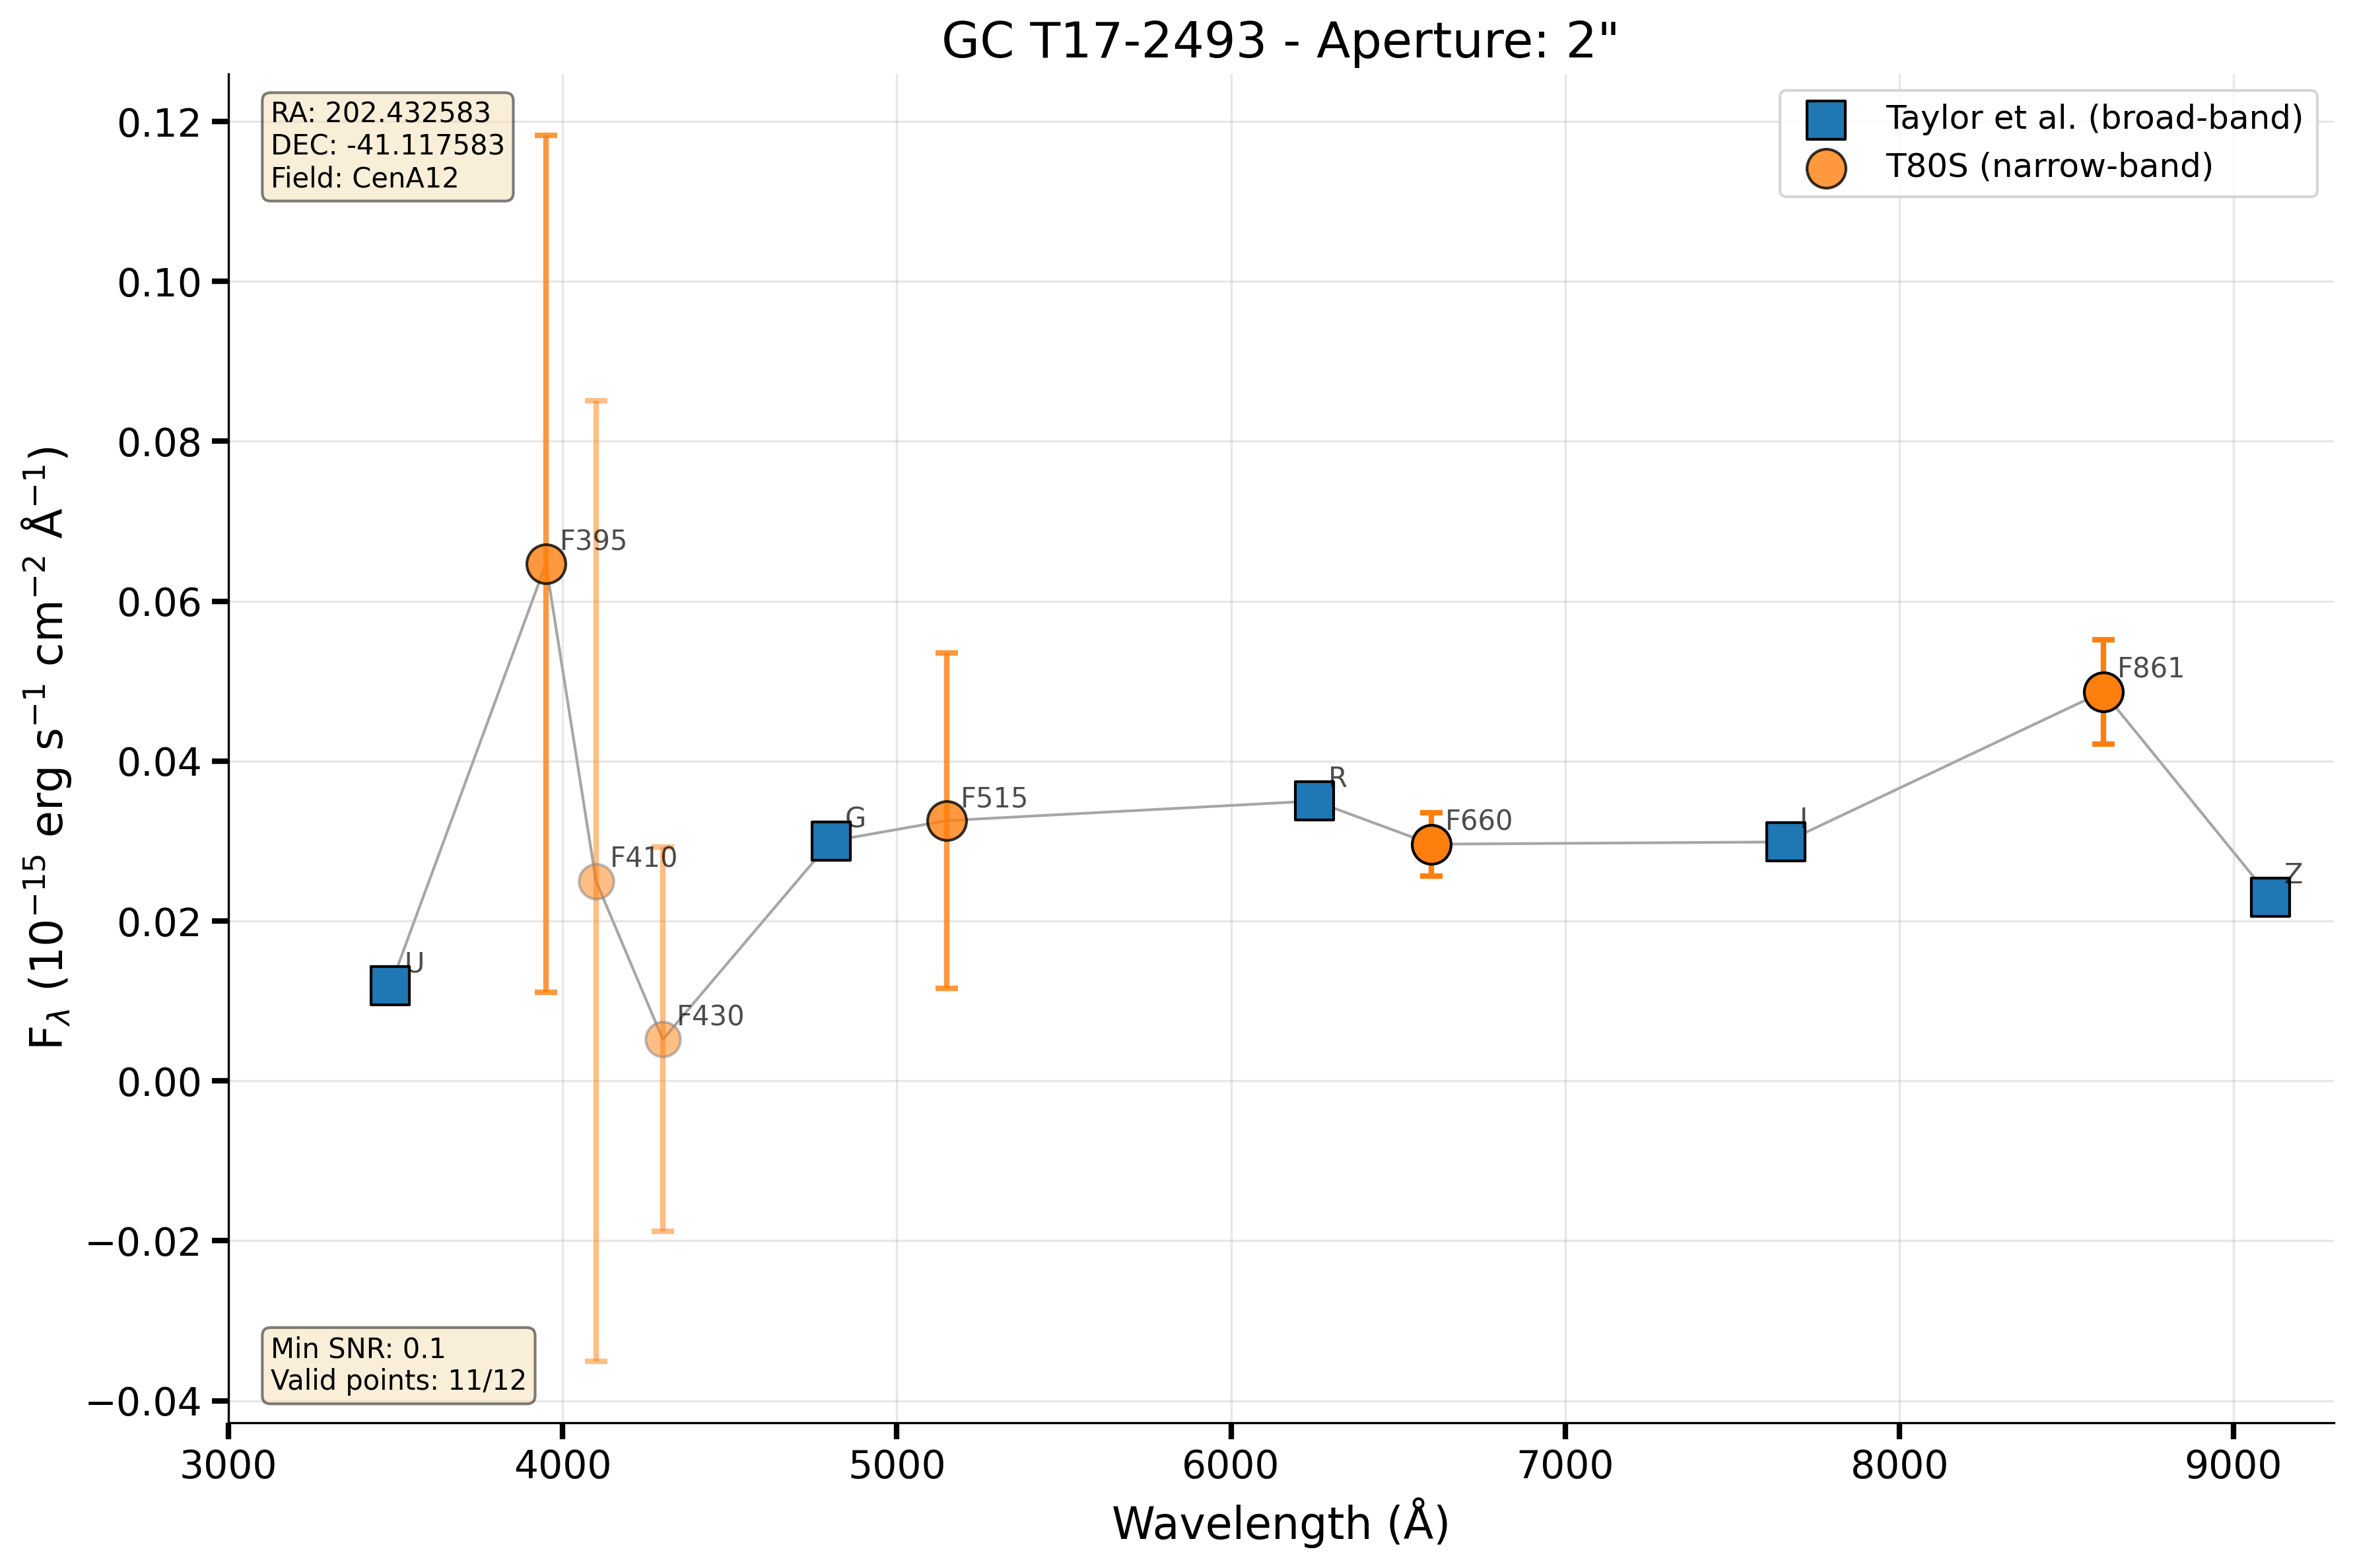 GC T17-2493 - Aperture: 2"
RA: 202.432583
DEC: -41.117583
Field: CenA12
Taylor et al. (broad-band)
T80S (narrow-band)
0.12
0.10
0.08
0.06
0.04
0.02
0.00
−0.02
−0.04
F_λ (10⁻¹⁵ erg s⁻¹ cm⁻² Å⁻¹)
U
F395
F410
F430
G
F515
R
F660
I
F861
Z
Min SNR: 0.1
Valid points: 11/12
3000
4000
5000
6000
7000
8000
9000
Wavelength (Å)